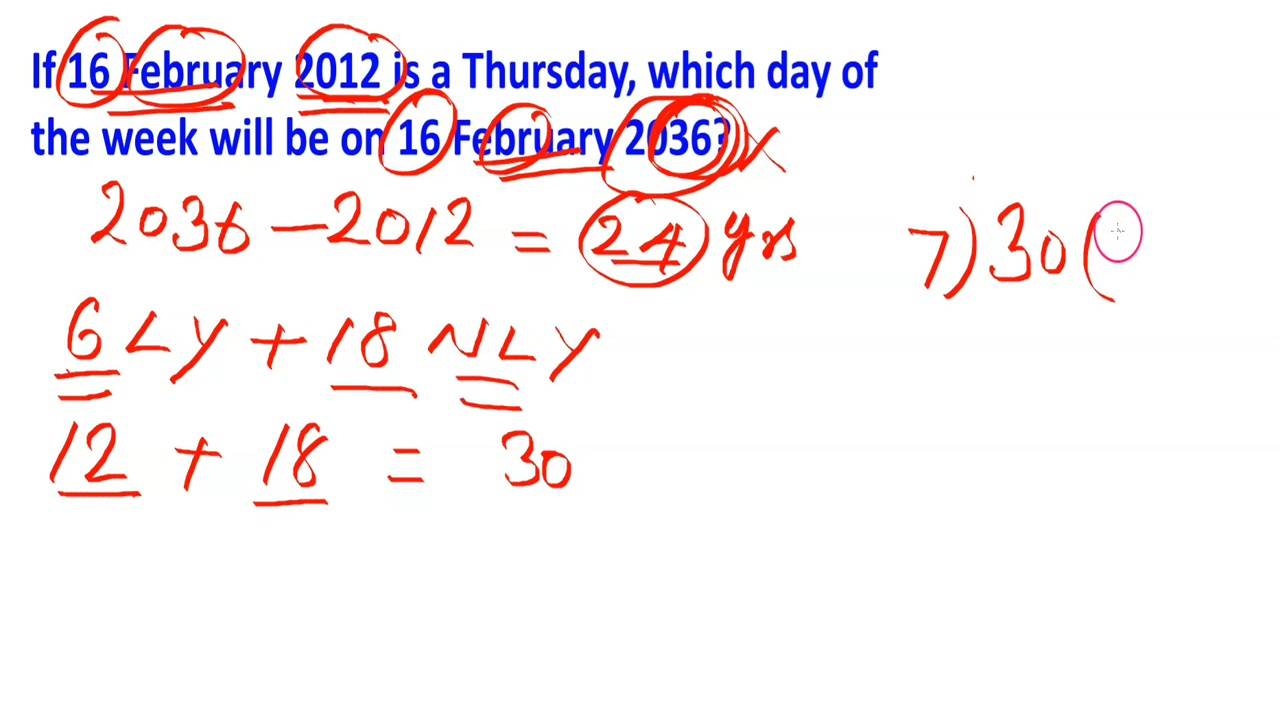 If 16 February 2012 is a Thursday, which day of
the week will be on 16 February 2036?
2036 - 2012 = 24 yrs
7)30(
6 LY + 18 NLY
12 + 18 = 30